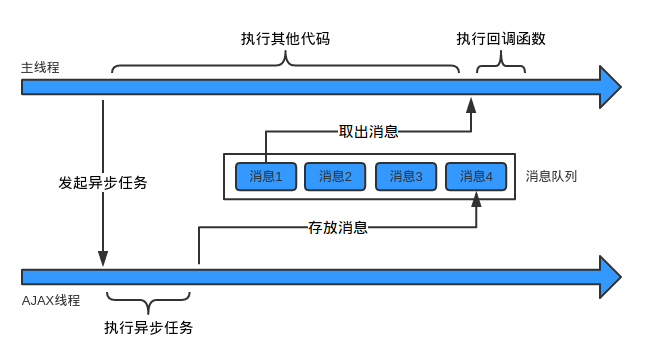 执行其他代码
执行回调函数
主线程
取出消息
消息1
消息2
消息3
消息4
消息队列
发起异步任务
存放消息
AJAX线程
执行异步任务